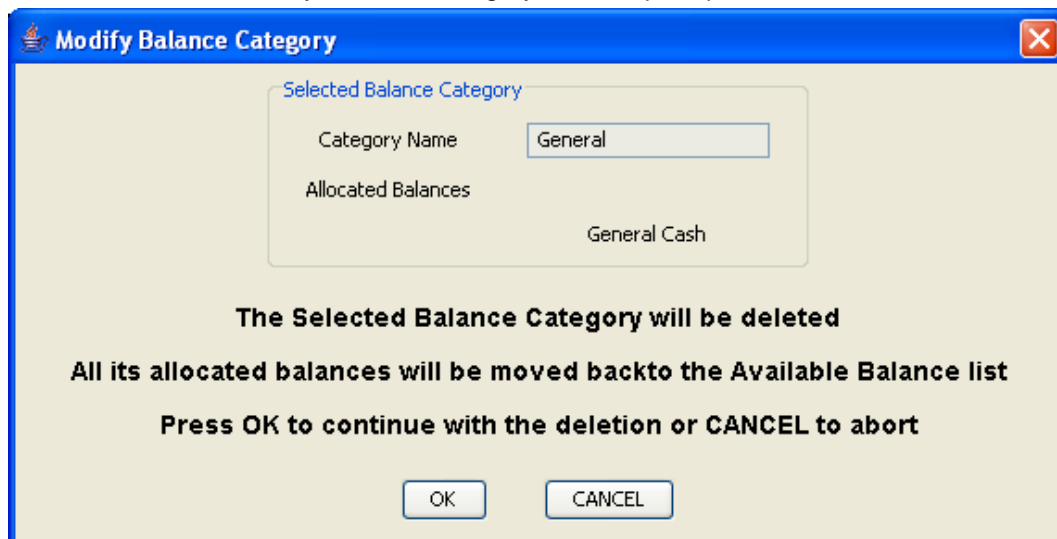 Modify Balance Category
Selected Balance Category
Category Name General
Allocated Balances
General Cash
The Selected Balance Category will be deleted
All its allocated balances will be moved backto the Available Balance list
Press OK to continue with the deletion or CANCEL to abort
OK CANCEL